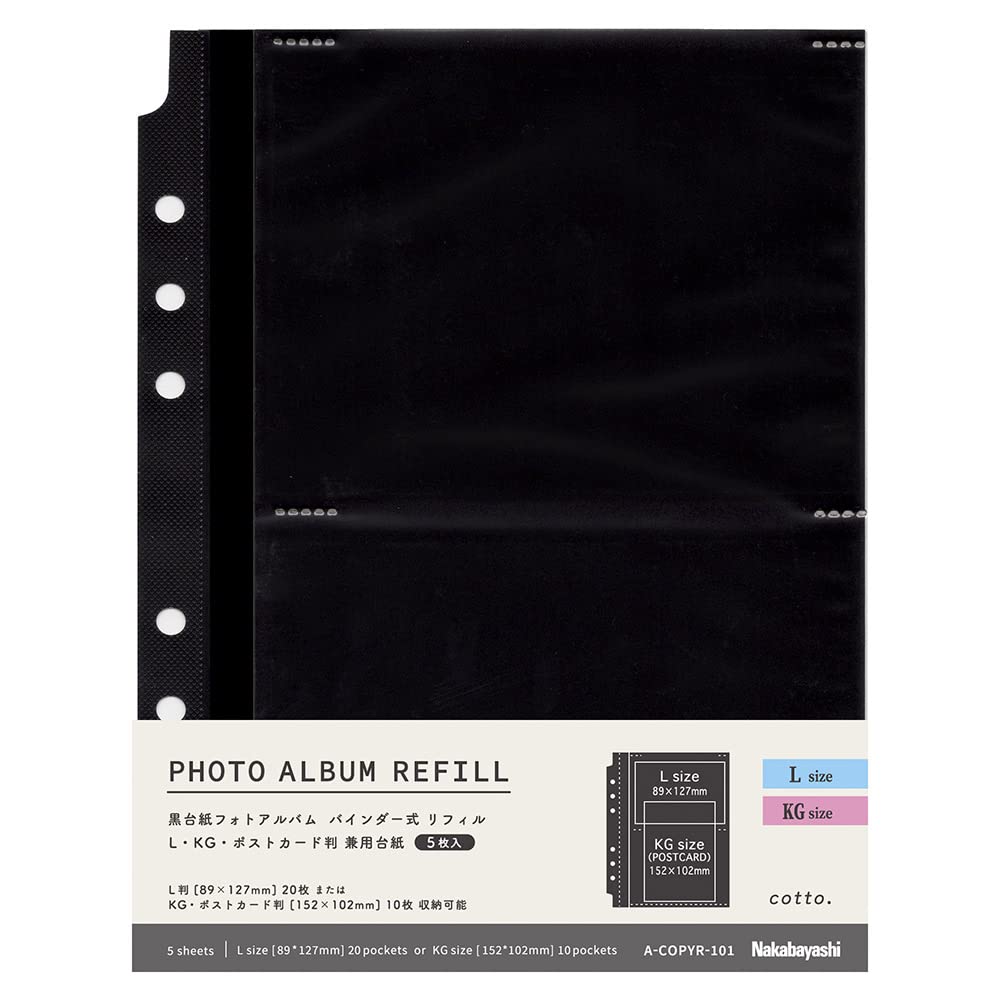 PHOTO ALBUM REFILL
黒台紙フォトアルバム バインダー式 リフィル
L・KG・ポストカード判 兼用台紙 5枚入
L判 [89×127mm] 20枚 または
KG・ポストカード判 [152×102mm] 10枚 収納可能
L size
89×127mm
KG size
(POSTCARD)
152×102mm
L size
KG size
cotto.
5 sheets | L size [89*127mm] 20 pockets or KG size [152*102mm] 10 pockets A-COPYR-101 Nakabayashi